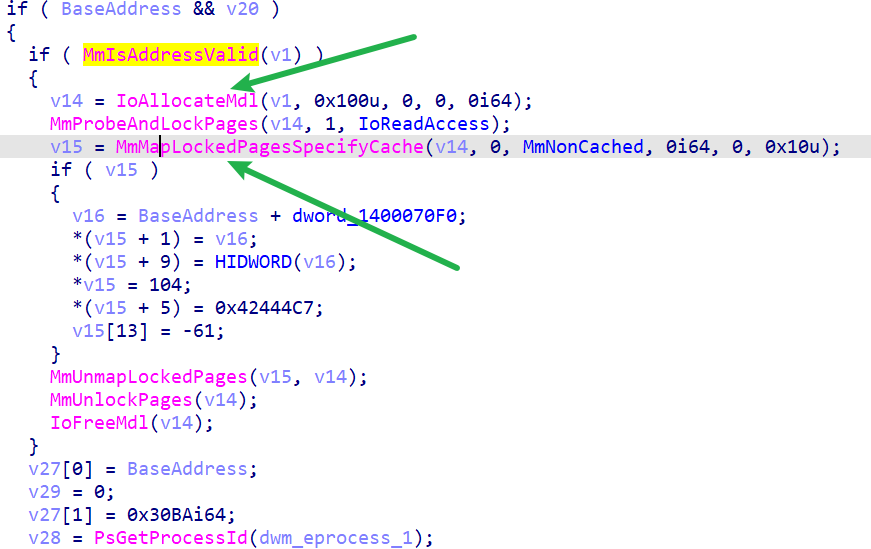 if ( BaseAddress && v20 )
{
if ( MmIsAddressValid(v1) )
{
v14 = IoAllocateMdl(v1, 0x100u, 0, 0, 0i64);
MmProbeAndLockPages(v14, 1, IoReadAccess);
v15 = MmMapLockedPagesSpecifyCache(v14, 0, MmNonCached, 0i64, 0, 0x10u);
if ( v15 )
{
v16 = BaseAddress + dword_1400070F0;
*(v15 + 1) = v16;
*(v15 + 9) = HIDWORD(v16);
*v15 = 104;
*(v15 + 5) = 0x42444C7;
v15[13] = -61;
}
MmUnmapLockedPages(v15, v14);
MmUnlockPages(v14);
IoFreeMdl(v14);
}
v27[0] = BaseAddress;
v29 = 0;
v27[1] = 0x30BAi64;
v28 = PsGetProcessId(dwm_eprocess_1);